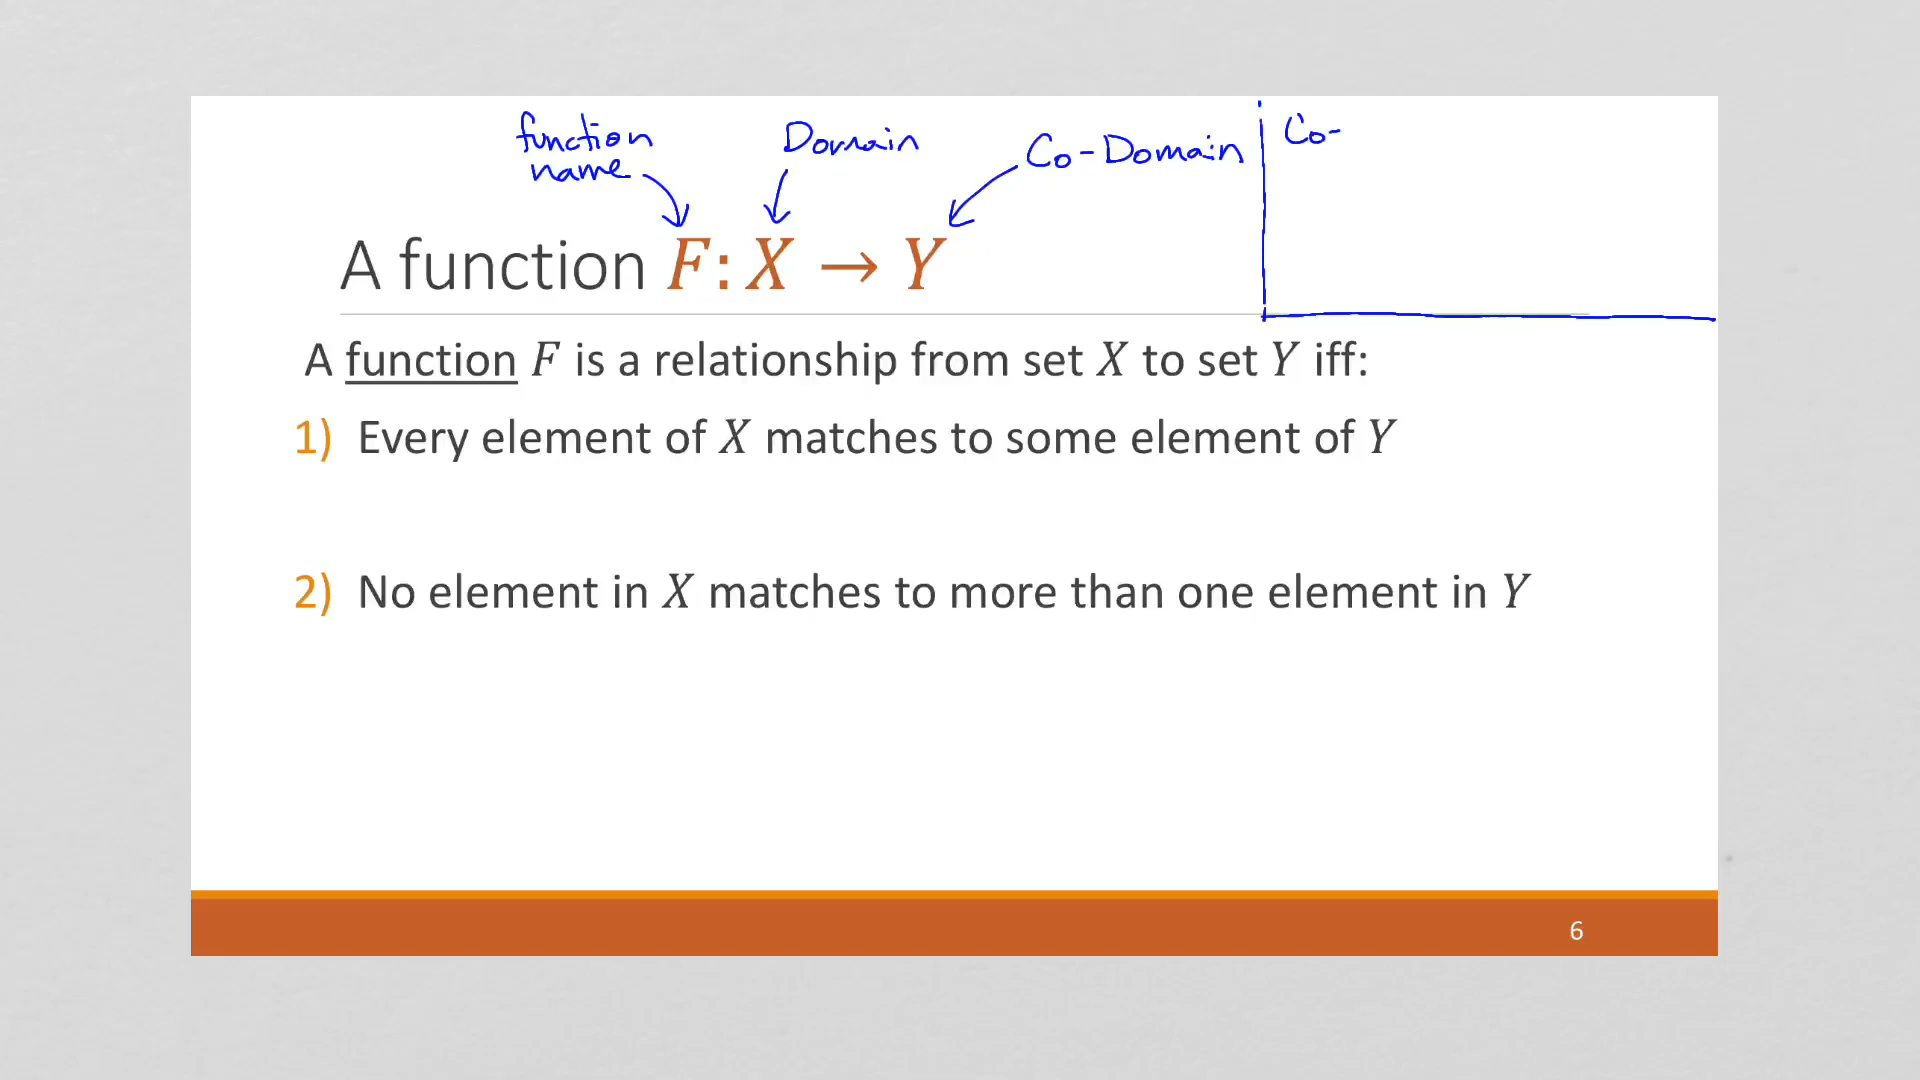 function
name
Domain
Co-Domain
Co-
A function F: X → Y
A function F is a relationship from set X to set Y iff:
1) Every element of X matches to some element of Y
2) No element in X matches to more than one element in Y
6